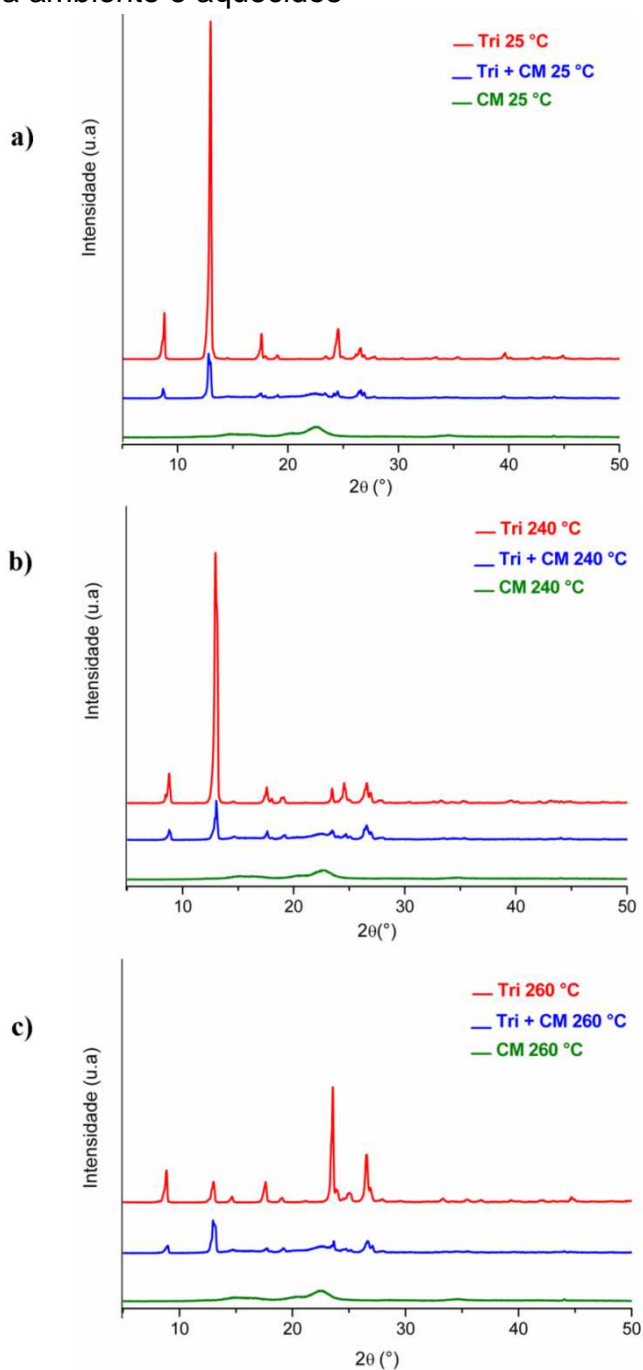 a ambiente e aquecidos
a)
Intensidade (u.a)
Tri 25 °C
Tri + CM 25 °C
CM 25 °C
10 20 30 40 50
2θ (°)
b)
Intensidade (u.a)
Tri 240 °C
Tri + CM 240 °C
CM 240 °C
10 20 30 40 50
2θ(°)
c)
Intensidade (u.a)
Tri 260 °C
Tri + CM 260 °C
CM 260 °C
10 20 30 40 50
2θ (°)